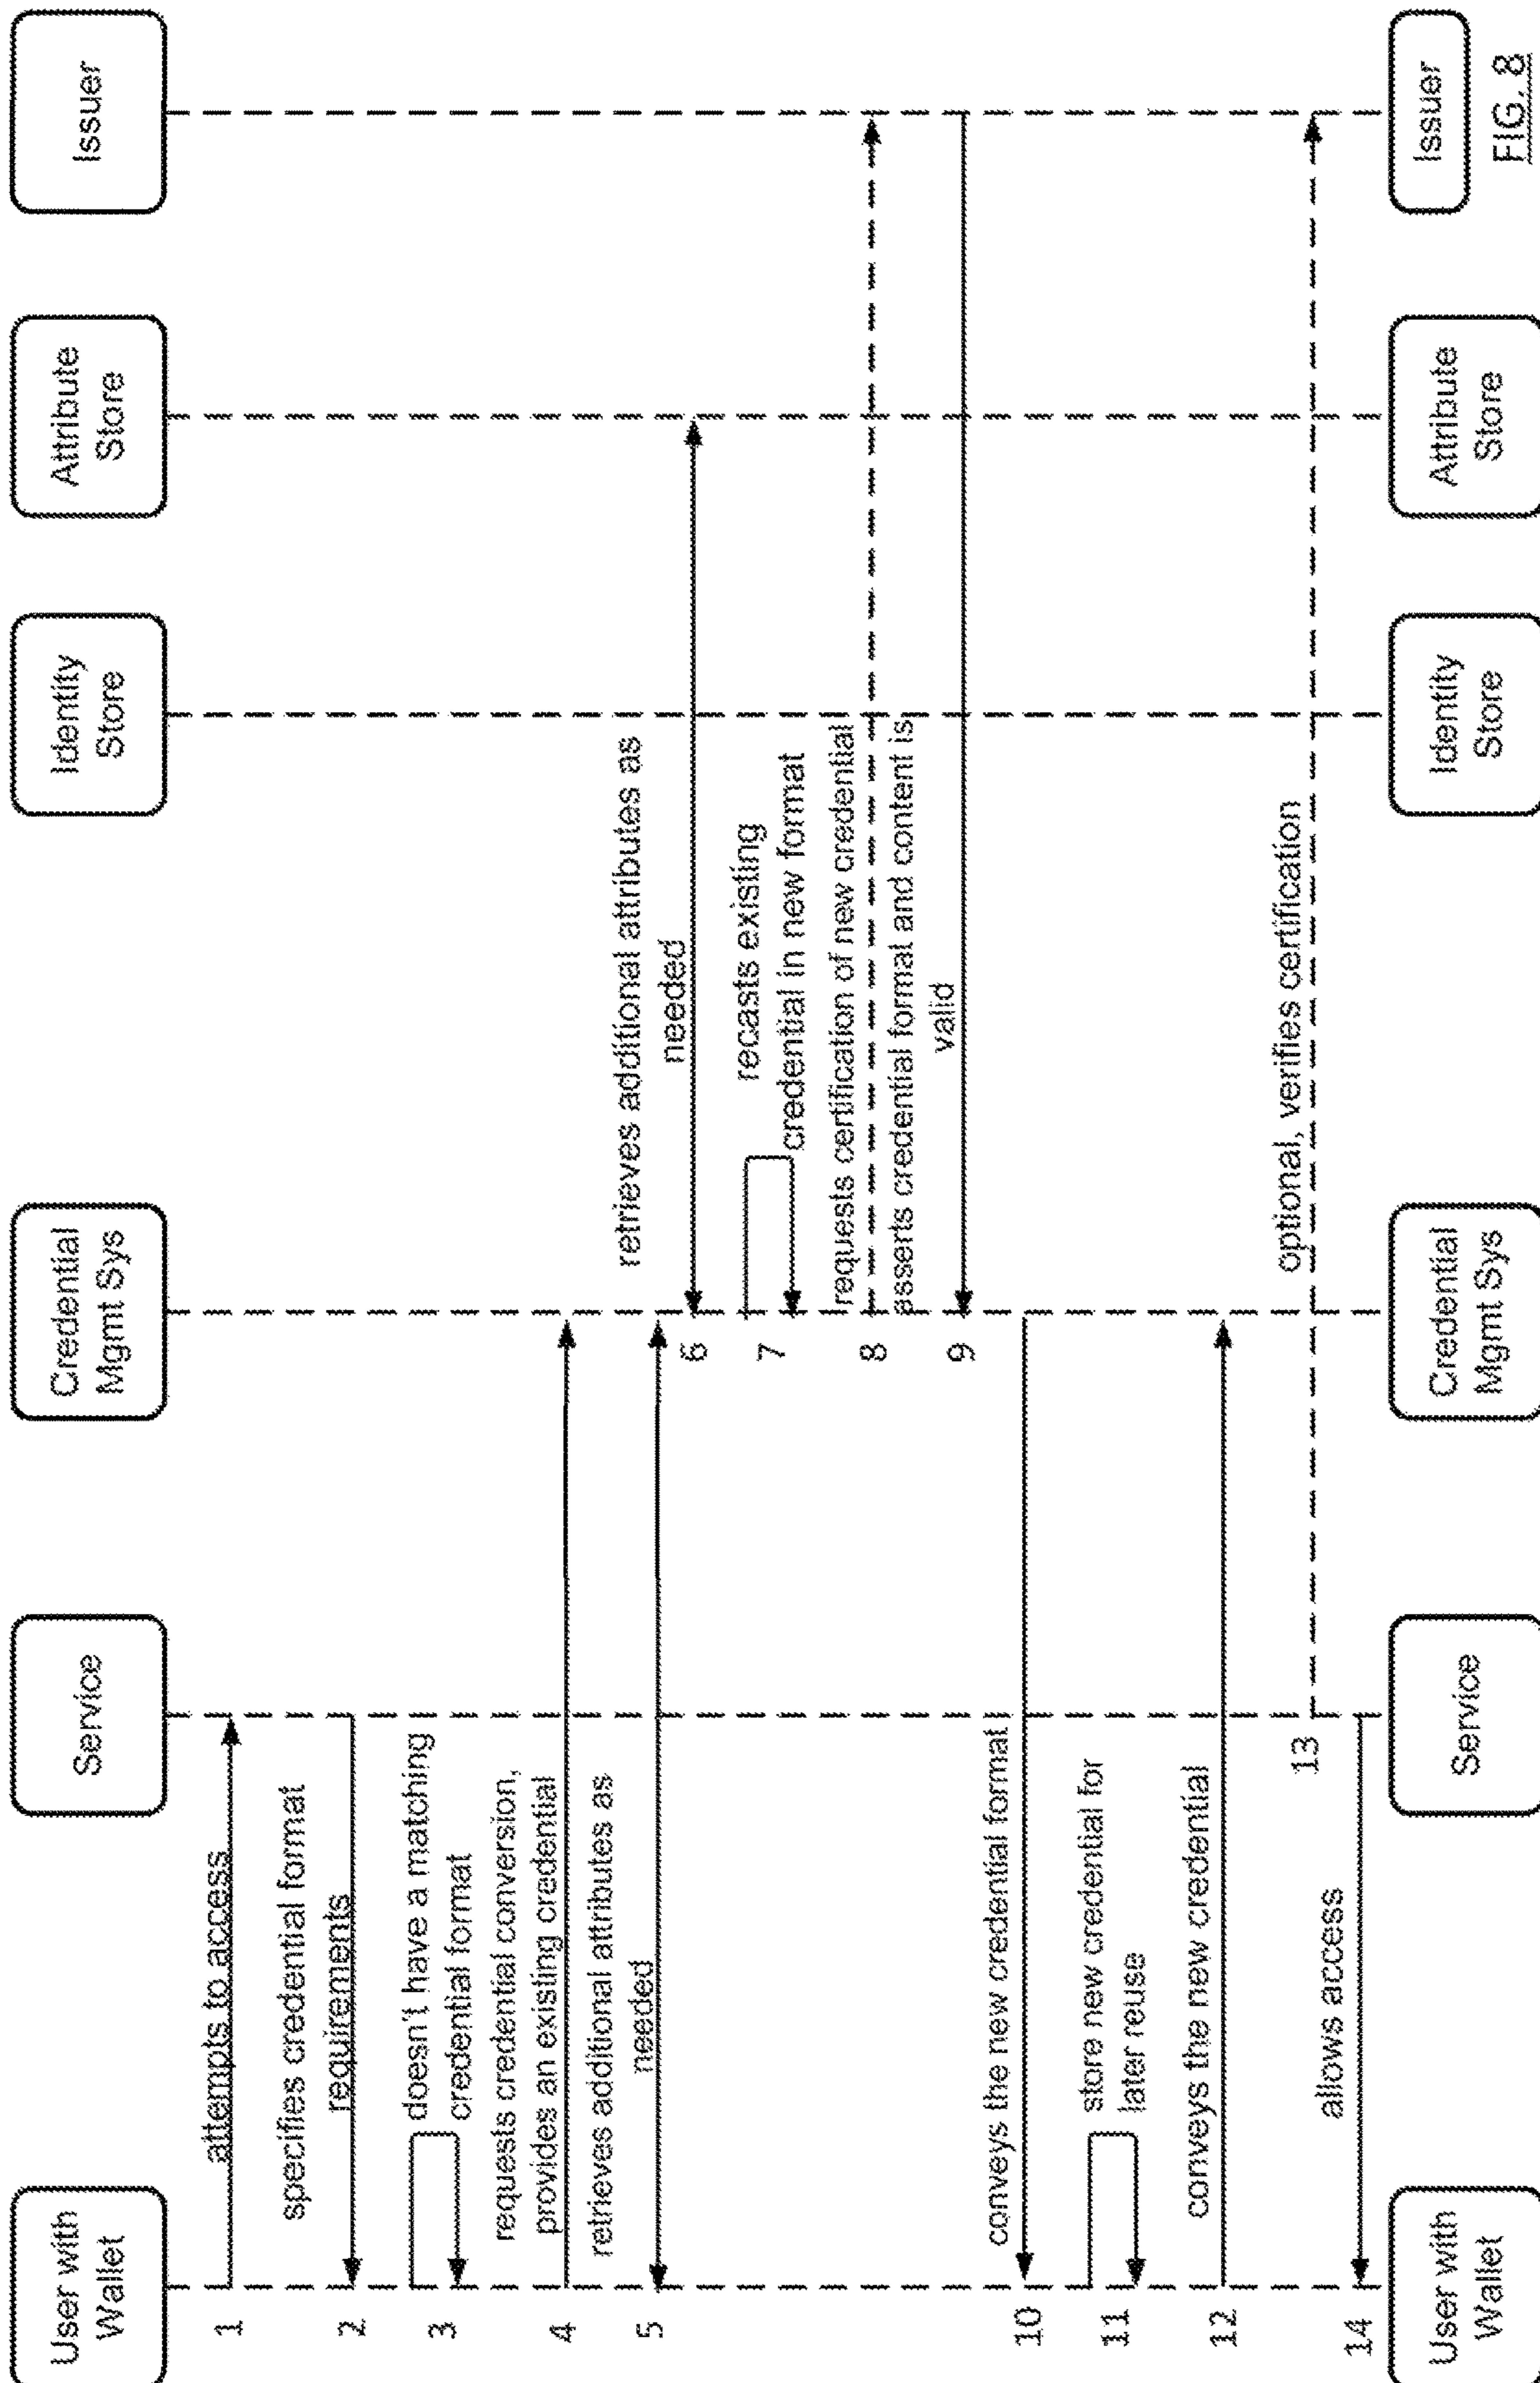 User with
Wallet
Service
Credential
Mgmt Sys
Identity
Store
Attribute
Store
Issuer
1
attempts to access
2
specifies credential format
requirements
3
doesn't have a matching
credential format
4
requests credential conversion,
provides an existing credential
5
retrieves additional attributes as
needed
6
retrieves additional attributes as
needed
7
recasts existing
credential in new format
8
requests certification of new credential
9
asserts credential format and content is
valid
10
conveys the new credential format
11
store new credential for
later reuse
12
conveys the new credential
13
optional, verifies certification
14
allows access
User with
Wallet
Service
Credential
Mgmt Sys
Identity
Store
Attribute
Store
Issuer
FIG. 8